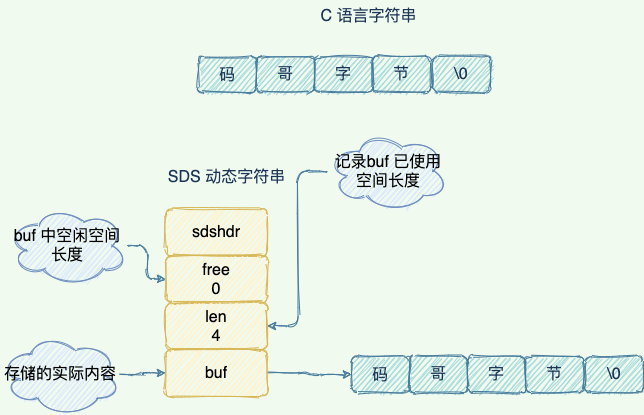 C 语言字符串
码 哥 字 节 \0
记录buf 已使用
空间长度
SDS 动态字符串
sdshdr
buf 中空闲空间
长度
free
0
len
4
存储的实际内容
buf
码 哥 字 节 \0